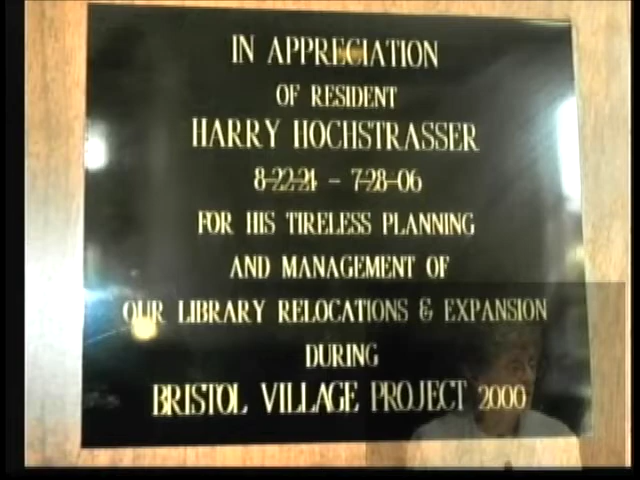 IN APPRECIATION
OF RESIDENT
HARRY HOCHSTRASSER
8-22-21 - 7-28-06
FOR HIS TIRELESS PLANNING
AND MANAGEMENT OF
OUR LIBRARY RELOCATIONS & EXPANSION
DURING
BRISTOL VILLAGE PROJECT 2000